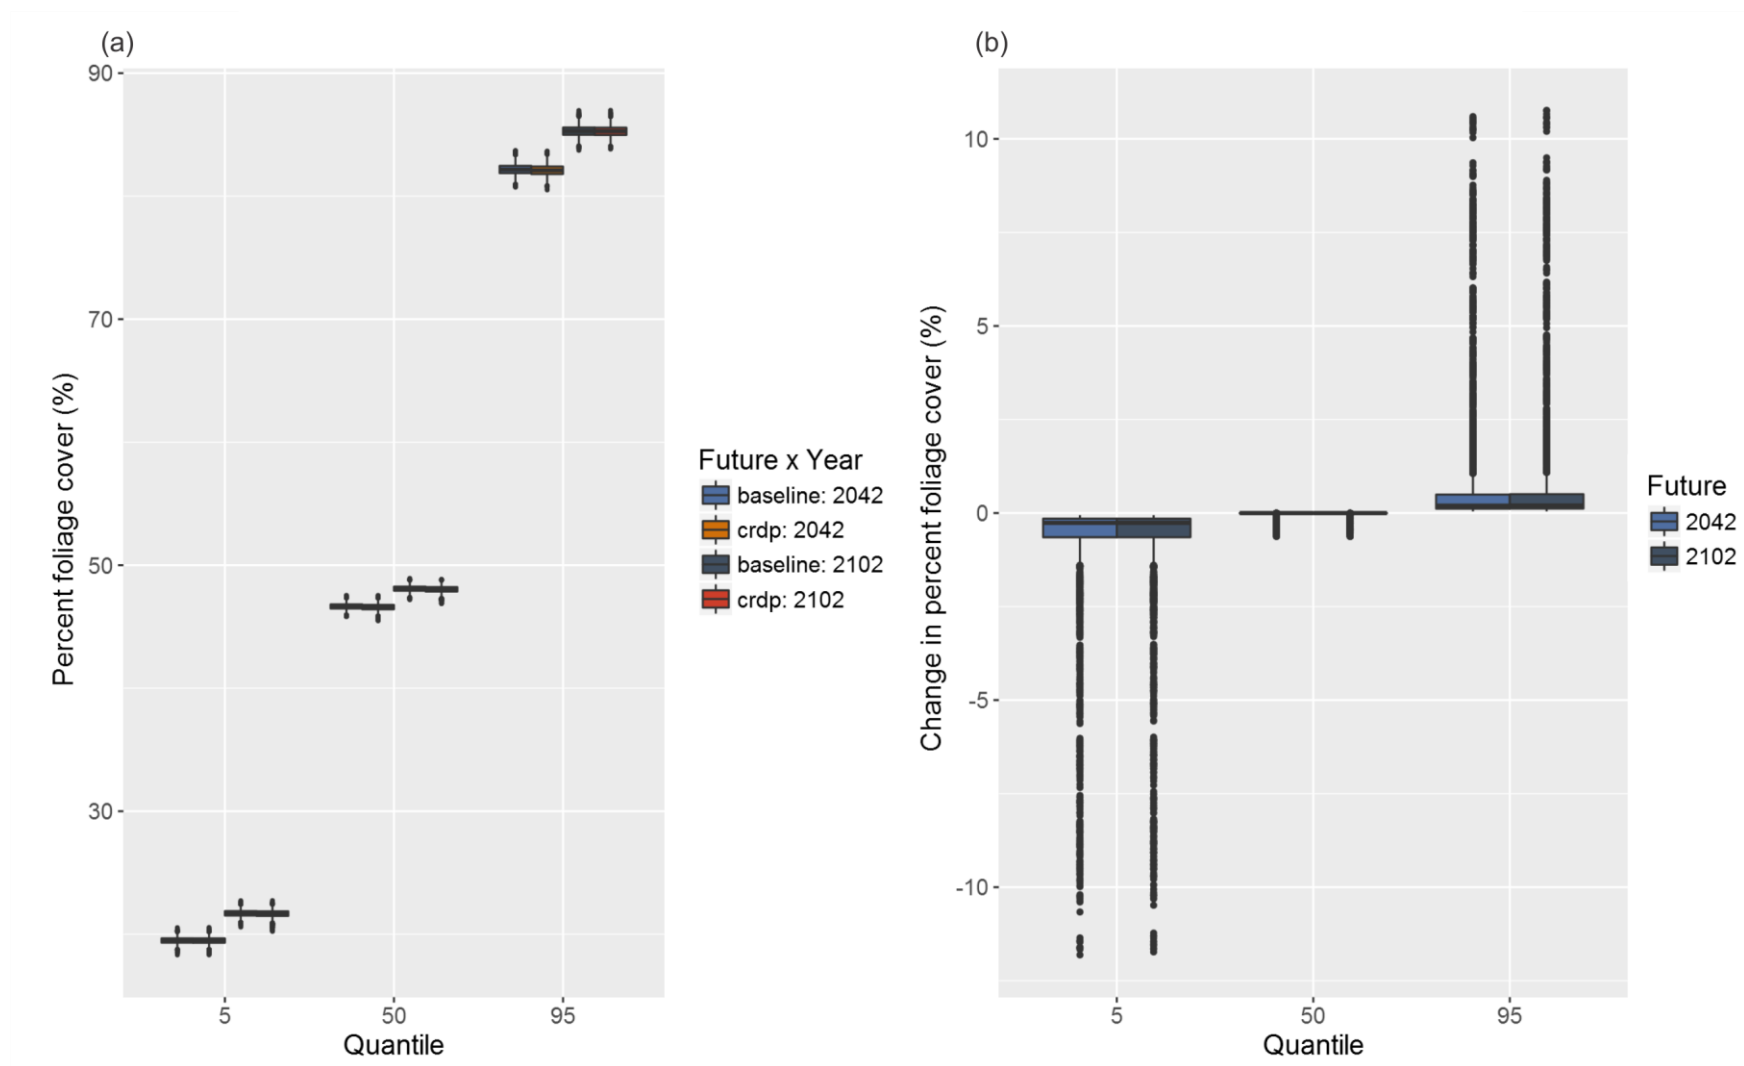 (a)
90
70
50
30
Percent foliage cover (%)
5 50 95
Quantile
Future x Year
baseline: 2042
crdp: 2042
baseline: 2102
crdp: 2102
(b)
10
5
0
-5
-10
Change in percent foliage cover (%)
5 50 95
Quantile
Future
2042
2102